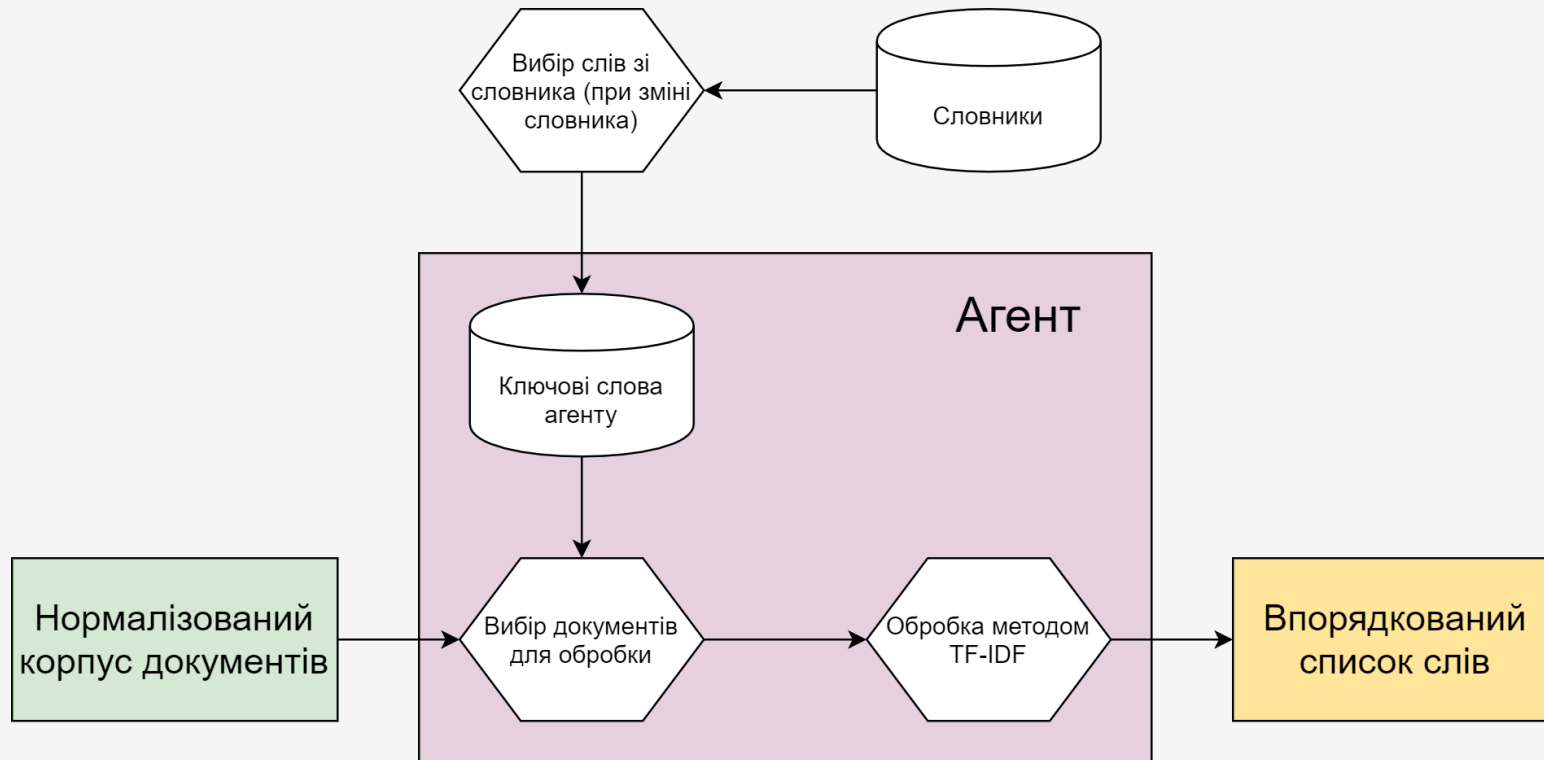 Вибір слів зі
словника (при зміні
словника)
Словники
Агент
Ключові слова
агенту
Нормалізований
корпус документів
Вибір документів
для обробки
Обробка методом
TF-IDF
Впорядкований
список слів